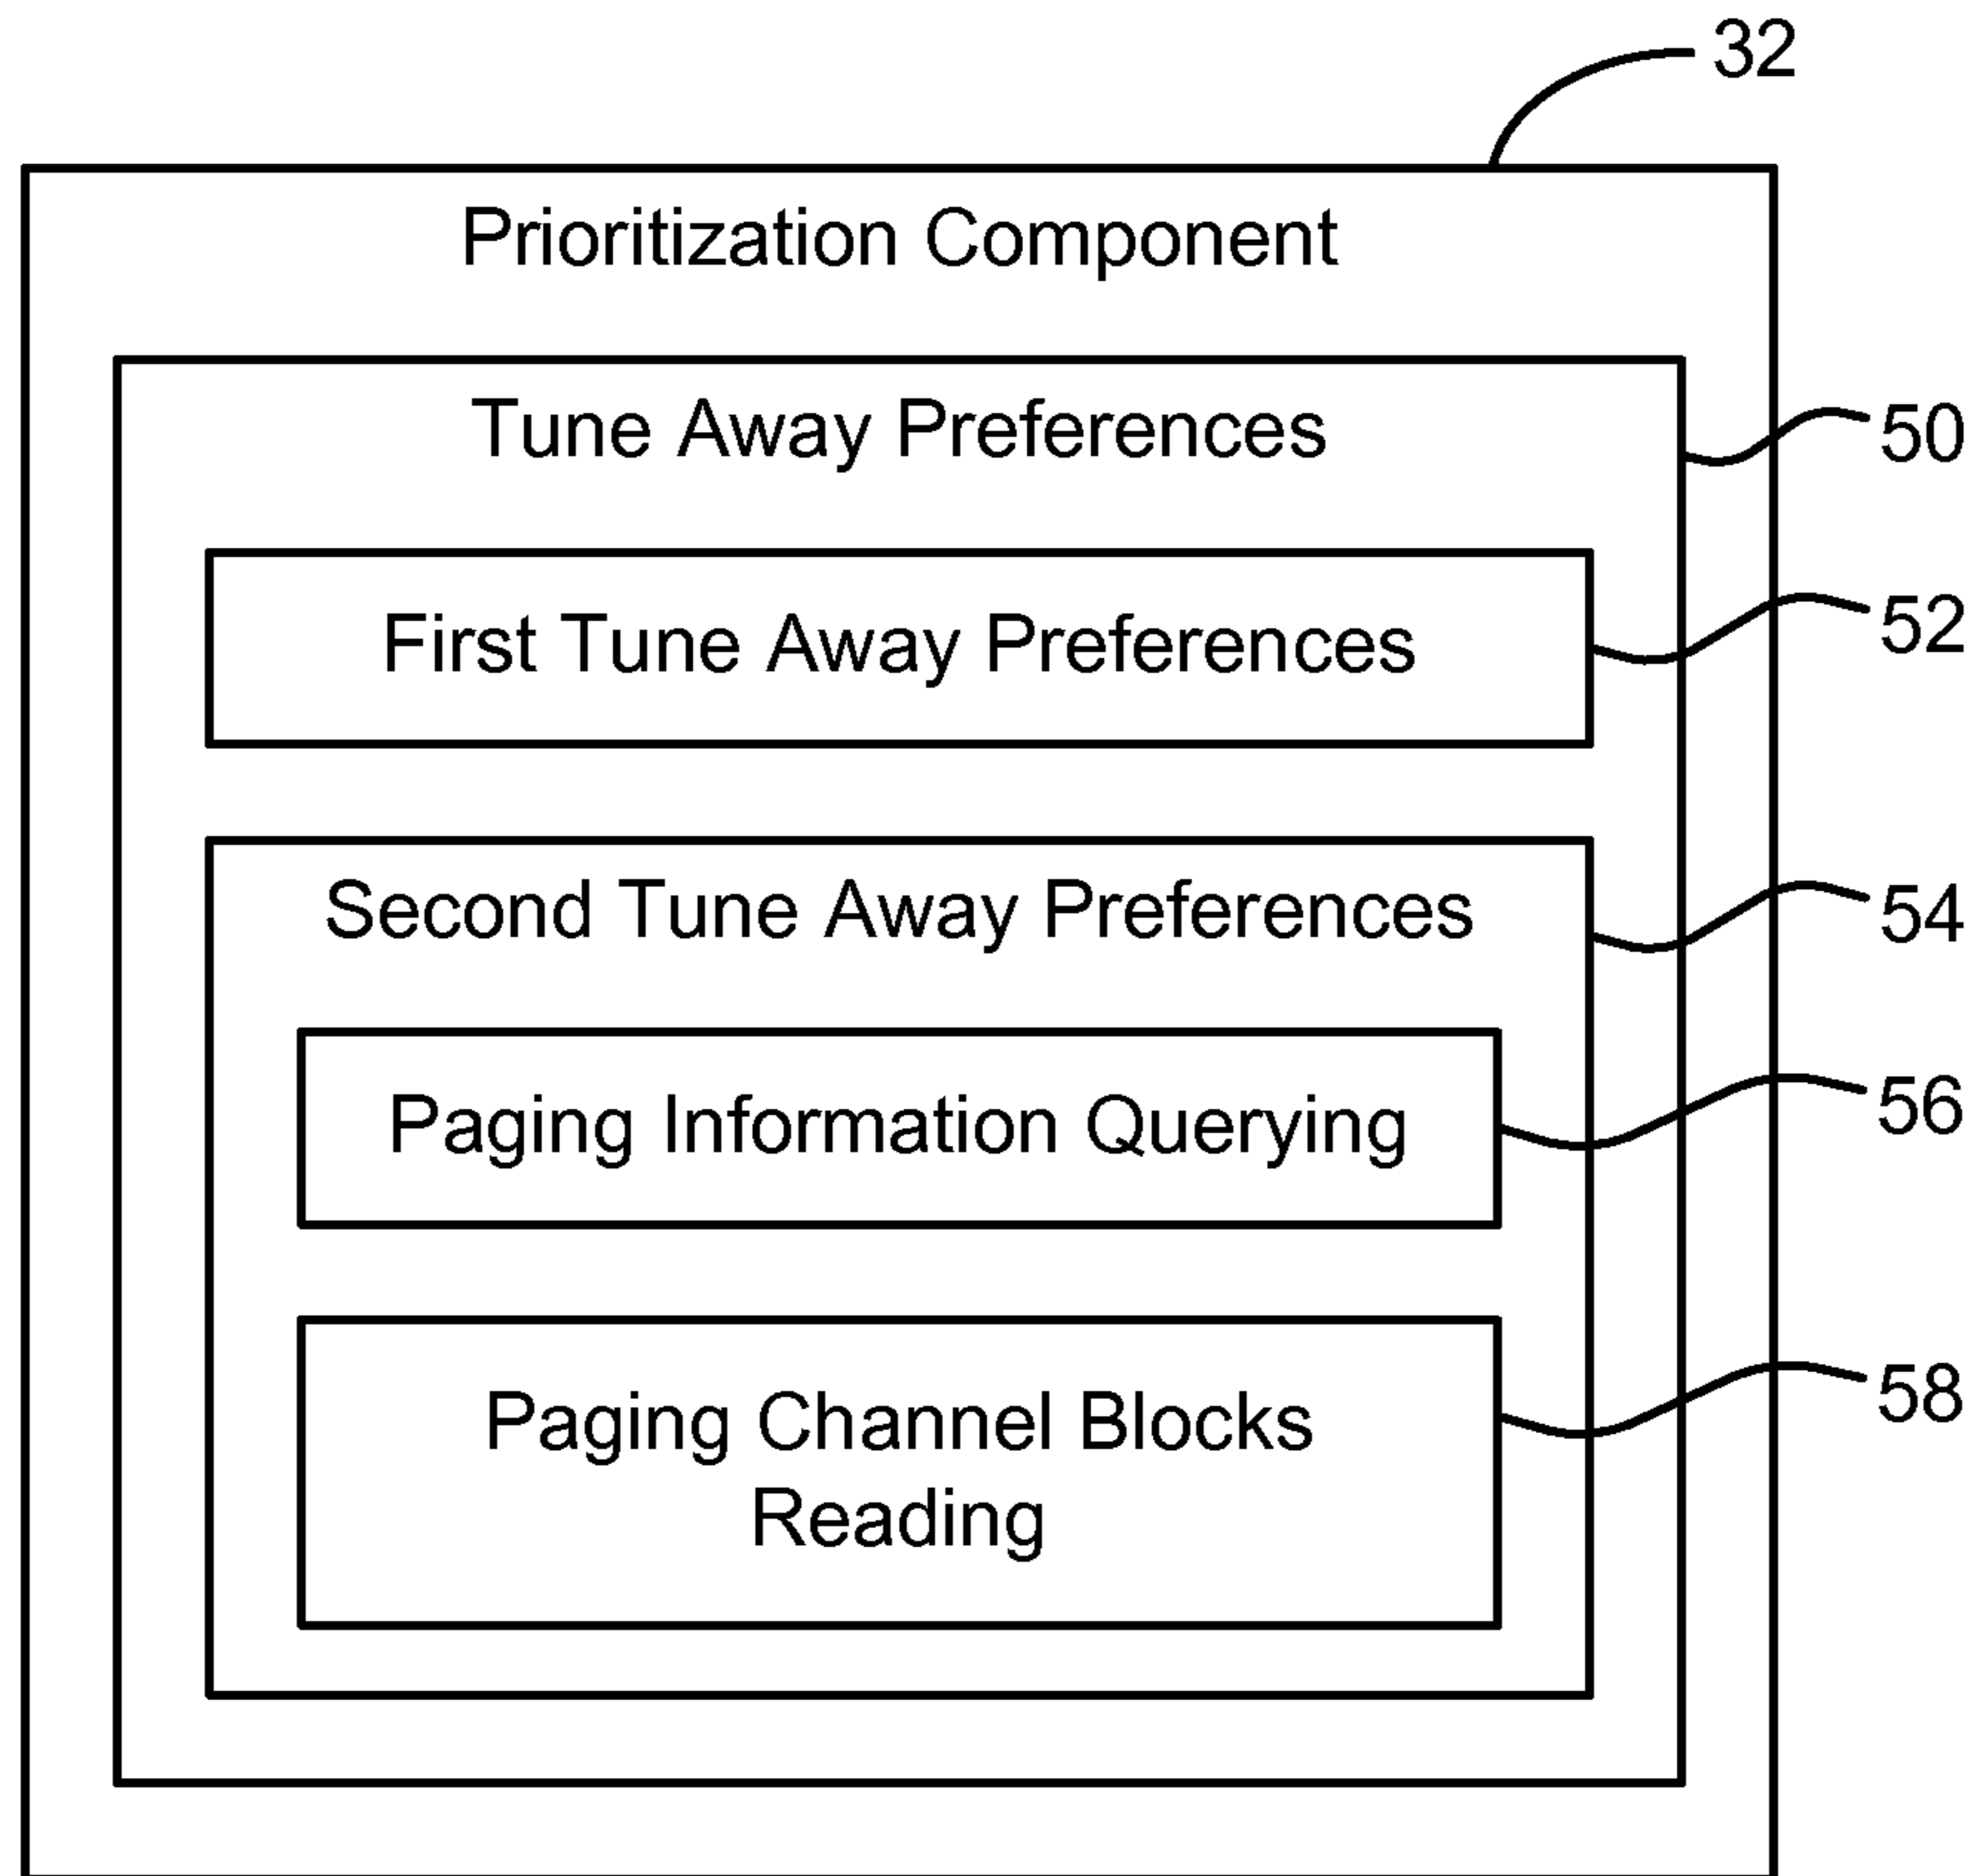 32
Prioritization Component
Tune Away Preferences
50
First Tune Away Preferences
52
Second Tune Away Preferences
54
Paging Information Querying
56
Paging Channel Blocks
Reading
58